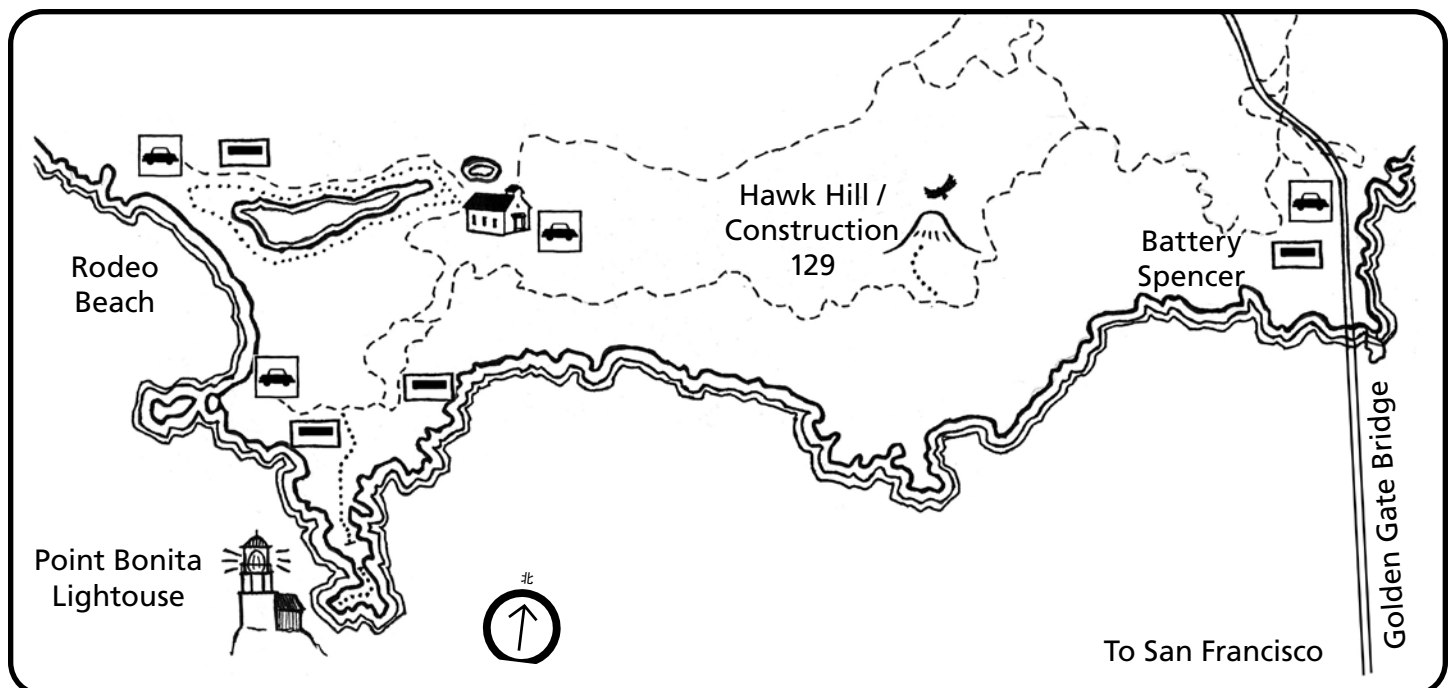 Hawk Hill /
Construction
129
Battery
Spencer
Rodeo
Beach
Point Bonita
Lightouse
北
To San Francisco
Golden Gate Bridge